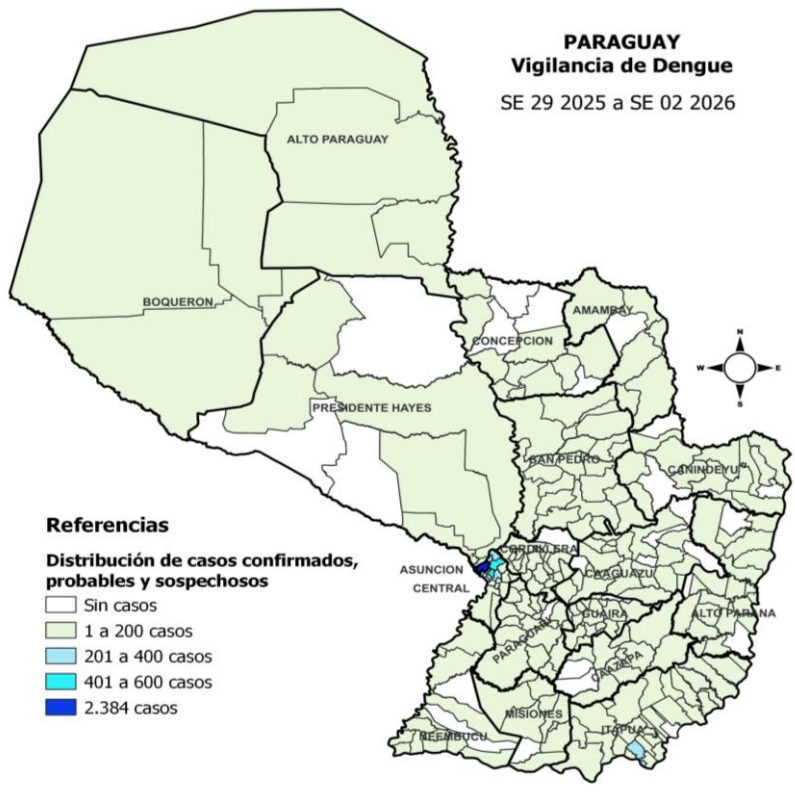 PARAGUAY
Vigilancia de Dengue
SE 29 2025 a SE 02 2026
ALTO PARAGUAY
BOQUERON
AMAMBAY
CONCEPCION
N
W
E
S
PRESIDENTE HAYES
SAN PEDRO
CANINDEYU
CORDILLERA
ASUNCION
CENTRAL
CAAGUAZU
GUAIRA
ALTO PARANA
PARAGUARI
CAAZAPA
MISIONES
ÑEEMBUCU
ITAPUA
Referencias
Distribución de casos confirmados,
probables y sospechosos
Sin casos
1 a 200 casos
201 a 400 casos
401 a 600 casos
2.384 casos